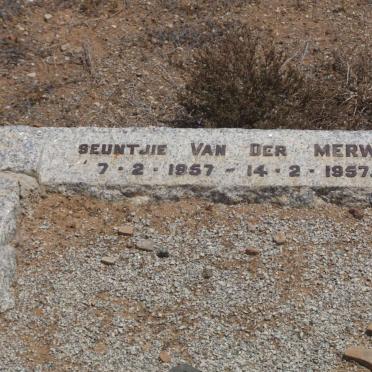 SEUNTJIE VAN DER MERW
7 - 2 - 1957 - 14 - 2 - 1957.